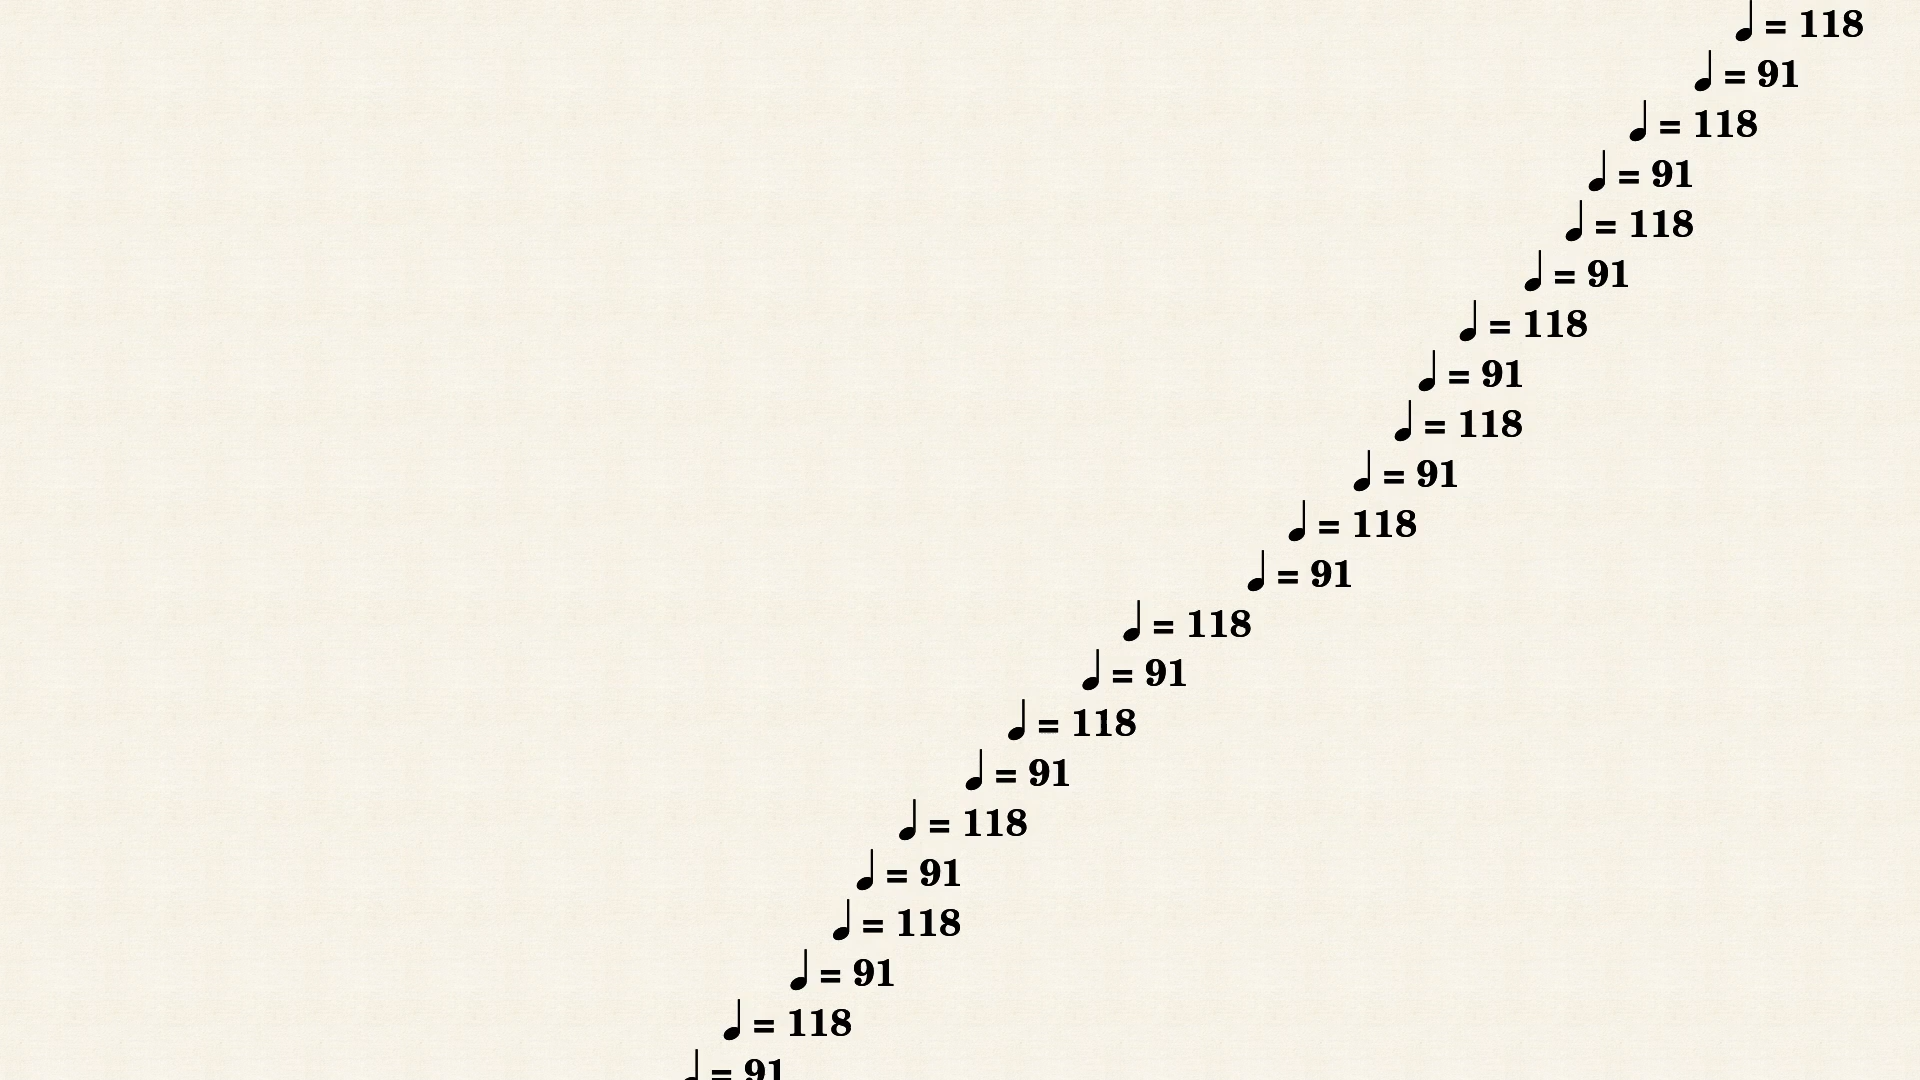 ♩ = 118
♩ = 91
♩ = 118
♩ = 91
♩ = 118
♩ = 91
♩ = 118
♩ = 91
♩ = 118
♩ = 91
♩ = 118
♩ = 91
♩ = 118
♩ = 91
♩ = 118
♩ = 91
♩ = 118
♩ = 91
♩ = 118
♩ = 91
♩ = 118
♩ = 91